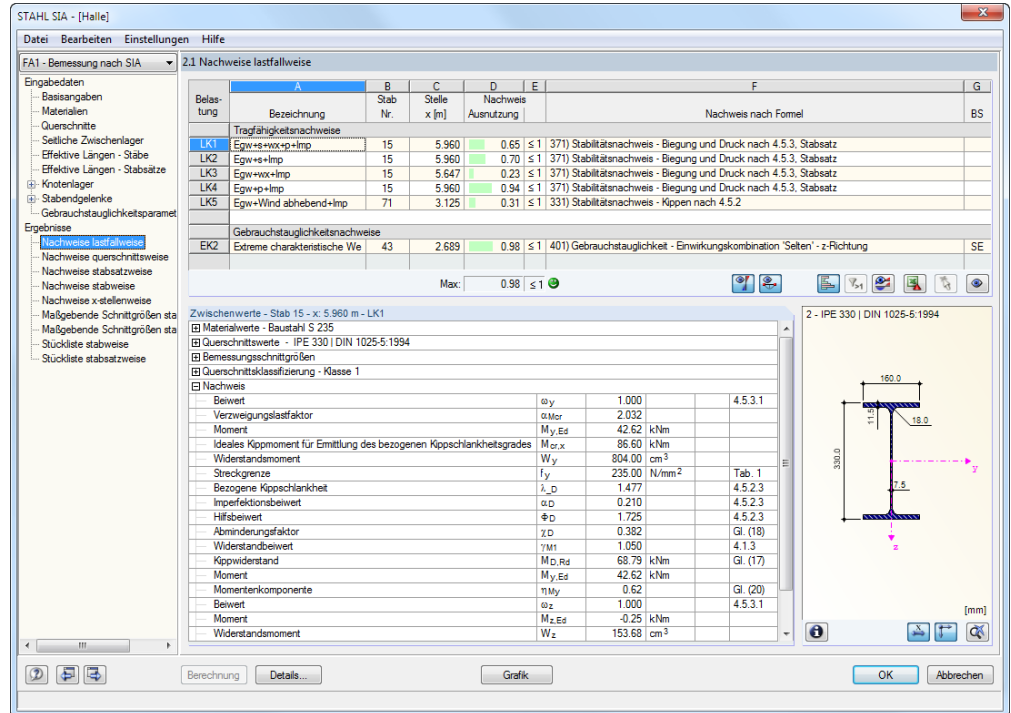 STAHL SIA - [Halle]
Datei Bearbeiten Einstellungen Hilfe
FA1 - Bemessung nach SIA
2.1 Nachweise lastfallweise
Eingabedaten
Basisangaben
Materialien
Querschnitte
Seitliche Zwischenlager
Effektive Längen - Stäbe
Effektive Längen - Stabsätze
Knotenlager
Stabendgelenke
Gebrauchstauglichkeitsparamet
Ergebnisse
Nachweise lastfallweise
Nachweise querschnittsweise
Nachweise stabsatzweise
Nachweise stabweise
Nachweise x-stellenweise
Maßgebende Schnittgrößen sta
Maßgebende Schnittgrößen sta
Stückliste stabweise
Stückliste stabsatzweise
A B C D E F G
Belas- Stab Stelle Nachweis
tung Bezeichnung Nr. x [m] Ausnutzung Nachweis nach Formel BS
Tragfähigkeitsnachweise
LK1 Egw+s+wx+p+Imp 15 5.960 0.65 ≤ 1 371) Stabilitätsnachweis - Biegung und Druck nach 4.5.3, Stabsatz
LK2 Egw+s+Imp 15 5.960 0.70 ≤ 1 371) Stabilitätsnachweis - Biegung und Druck nach 4.5.3, Stabsatz
LK3 Egw+wx+Imp 15 5.647 0.23 ≤ 1 371) Stabilitätsnachweis - Biegung und Druck nach 4.5.3, Stabsatz
LK4 Egw+p+Imp 15 5.960 0.94 ≤ 1 371) Stabilitätsnachweis - Biegung und Druck nach 4.5.3, Stabsatz
LK5 Egw+Wind abhebend+Imp 71 3.125 0.31 ≤ 1 331) Stabilitätsnachweis - Kippen nach 4.5.2
Gebrauchstauglichkeitsnachweise
EK2 Extreme charakteristische We 43 2.689 0.98 ≤ 1 401) Gebrauchstauglichkeit - Einwirkungskombination 'Selten' - z-Richtung SE
Max: 0.98 ≤ 1
Zwischenwerte - Stab 15 - x: 5.960 m - LK1
Materialwerte - Baustahl S 235
Querschnittswerte - IPE 330 | DIN 1025-5:1994
Bemessungsschnittgrößen
Querschnittsklassifizierung - Klasse 1
Nachweis
Beiwert ωy 1.000 4.5.3.1
Verzweigungslastfaktor αMcr 2.032
Moment My,Ed 42.62 kNm
Ideales Kippmoment für Ermittlung des bezogenen Kippschlankheitsgrades Mcr,x 86.60 kNm
Widerstandsmoment Wy 804.00 cm3
Streckgrenze fy 235.00 N/mm2 Tab. 1
Bezogene Kippschlankheit λ_D 1.477 4.5.2.3
Imperfektionsbeiwert αD 0.210 4.5.2.3
Hilfsbeiwert ΦD 1.725 4.5.2.3
Abminderungsfaktor χD 0.382 Gl. (18)
Widerstandbeiwert γM1 1.050 4.1.3
Kippwiderstand MD,Rd 68.79 kNm Gl. (17)
Moment My,Ed 42.62 kNm
Momentenkomponente ηMy 0.62 Gl. (20)
Beiwert ωz 1.000 4.5.3.1
Moment Mz,Ed -0.25 kNm
Widerstandsmoment Wz 153.68 cm3
2 - IPE 330 | DIN 1025-5:1994
160.0
11.5
18.0
330.0
y
7.5
z
[mm]
Berechnung Details... Grafik OK Abbrechen